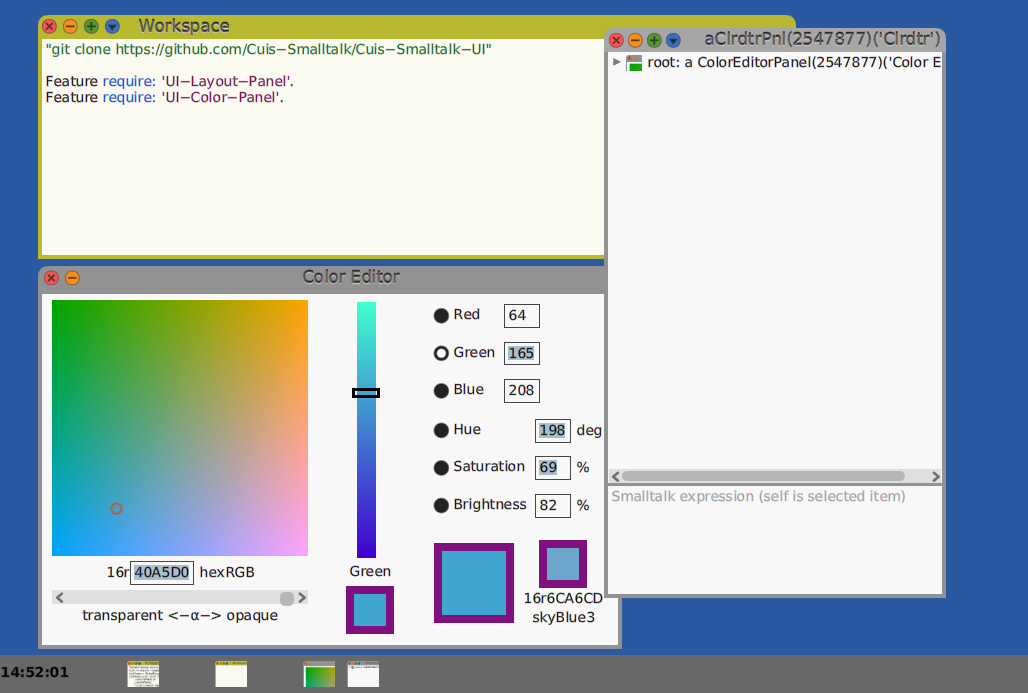 Workspace
"git clone https://github.com/Cuis−Smalltalk/Cuis−Smalltalk−UI"
Feature require: 'UI−Layout−Panel'.
Feature require: 'UI−Color−Panel'.
aClrdtrPnl(2547877)('Clrdtr')
root: a ColorEditorPanel(2547877)('Color E
Smalltalk expression (self is selected item)
Color Editor
Red 64
Green 165
Blue 208
Hue 198 deg
Saturation 69 %
Brightness 82 %
16r 40A5D0 hexRGB
transparent <−α−> opaque
Green
16r6CA6CD
skyBlue3
14:52:01